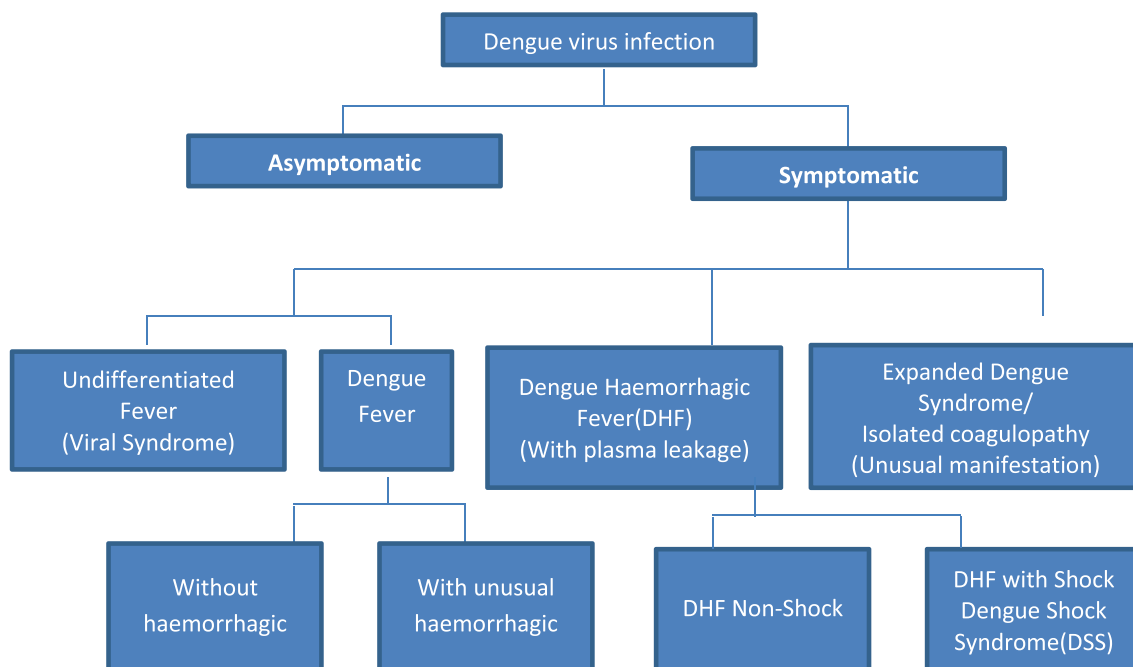 Dengue virus infection
Asymptomatic
Symptomatic
Undifferentiated
Fever
(Viral Syndrome)
Dengue
Fever
Dengue Haemorrhagic
Fever(DHF)
(With plasma leakage)
Expanded Dengue
Syndrome/
Isolated coagulopathy
(Unusual manifestation)
Without
haemorrhagic
With unusual
haemorrhagic
DHF Non-Shock
DHF with Shock
Dengue Shock
Syndrome(DSS)